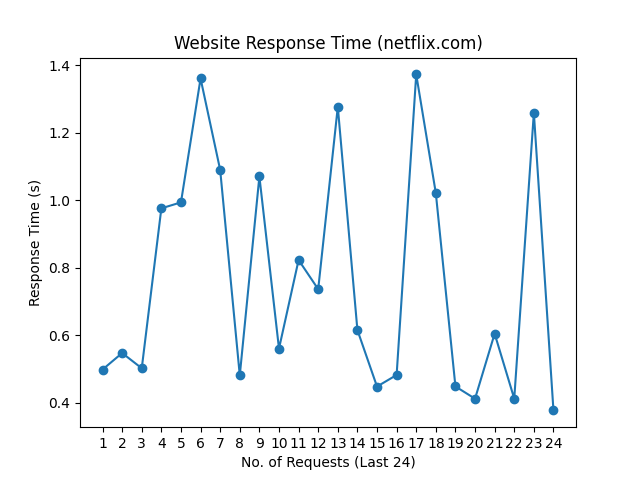 Website Response Time (netflix.com)
Response Time (s)
1.4
1.2
1.0
0.8
0.6
0.4
1 2 3 4 5 6 7 8 9 10 11 12 13 14 15 16 17 18 19 20 21 22 23 24
No. of Requests (Last 24)